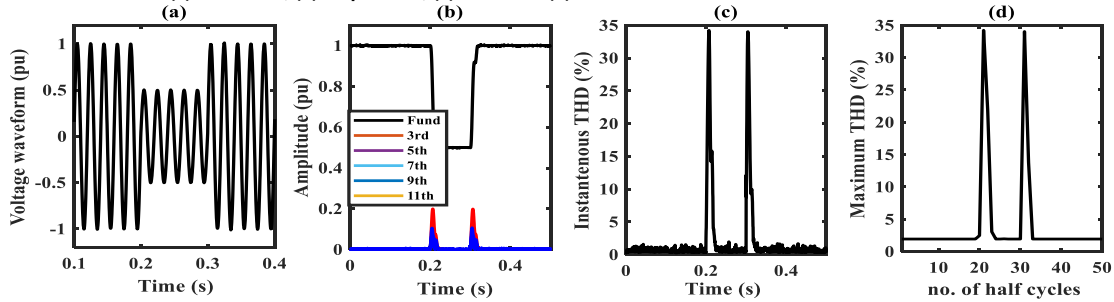 (a)
Voltage waveform (pu)
1
0.5
0
-0.5
-1
0.1 0.2 0.3 0.4
Time (s)
(b)
Amplitude (pu)
1
0.8
0.6
0.4
0.2
0
Fund
3rd
5th
7th
9th
11th
0 0.2 0.4
Time (s)
(c)
Instantenous THD (%)
35
30
25
20
15
10
5
0
0 0.2 0.4
Time (s)
(d)
Maximum THD (%)
35
30
25
20
15
10
5
0
10 20 30 40 50
no. of half cycles